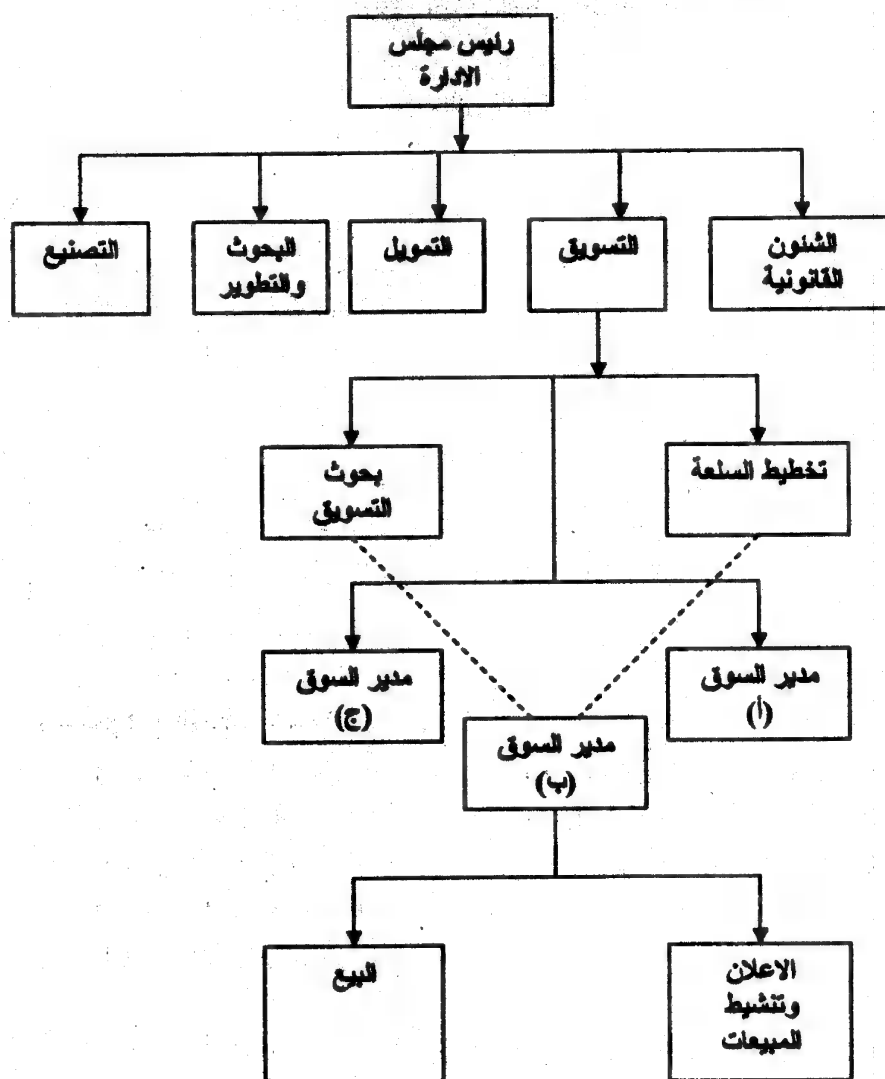 رئيس مجلس
الادارة
الشئون
القانونية
التسويق
التمويل
البحوث
والتطوير
التصنيع
تخطيط السلعة
بحوث
التسويق
مدير السوق
(أ)
مدير السوق
(ب)
مدير السوق
(ج)
الاعلان
وتنشيط
المبيعات
البيع